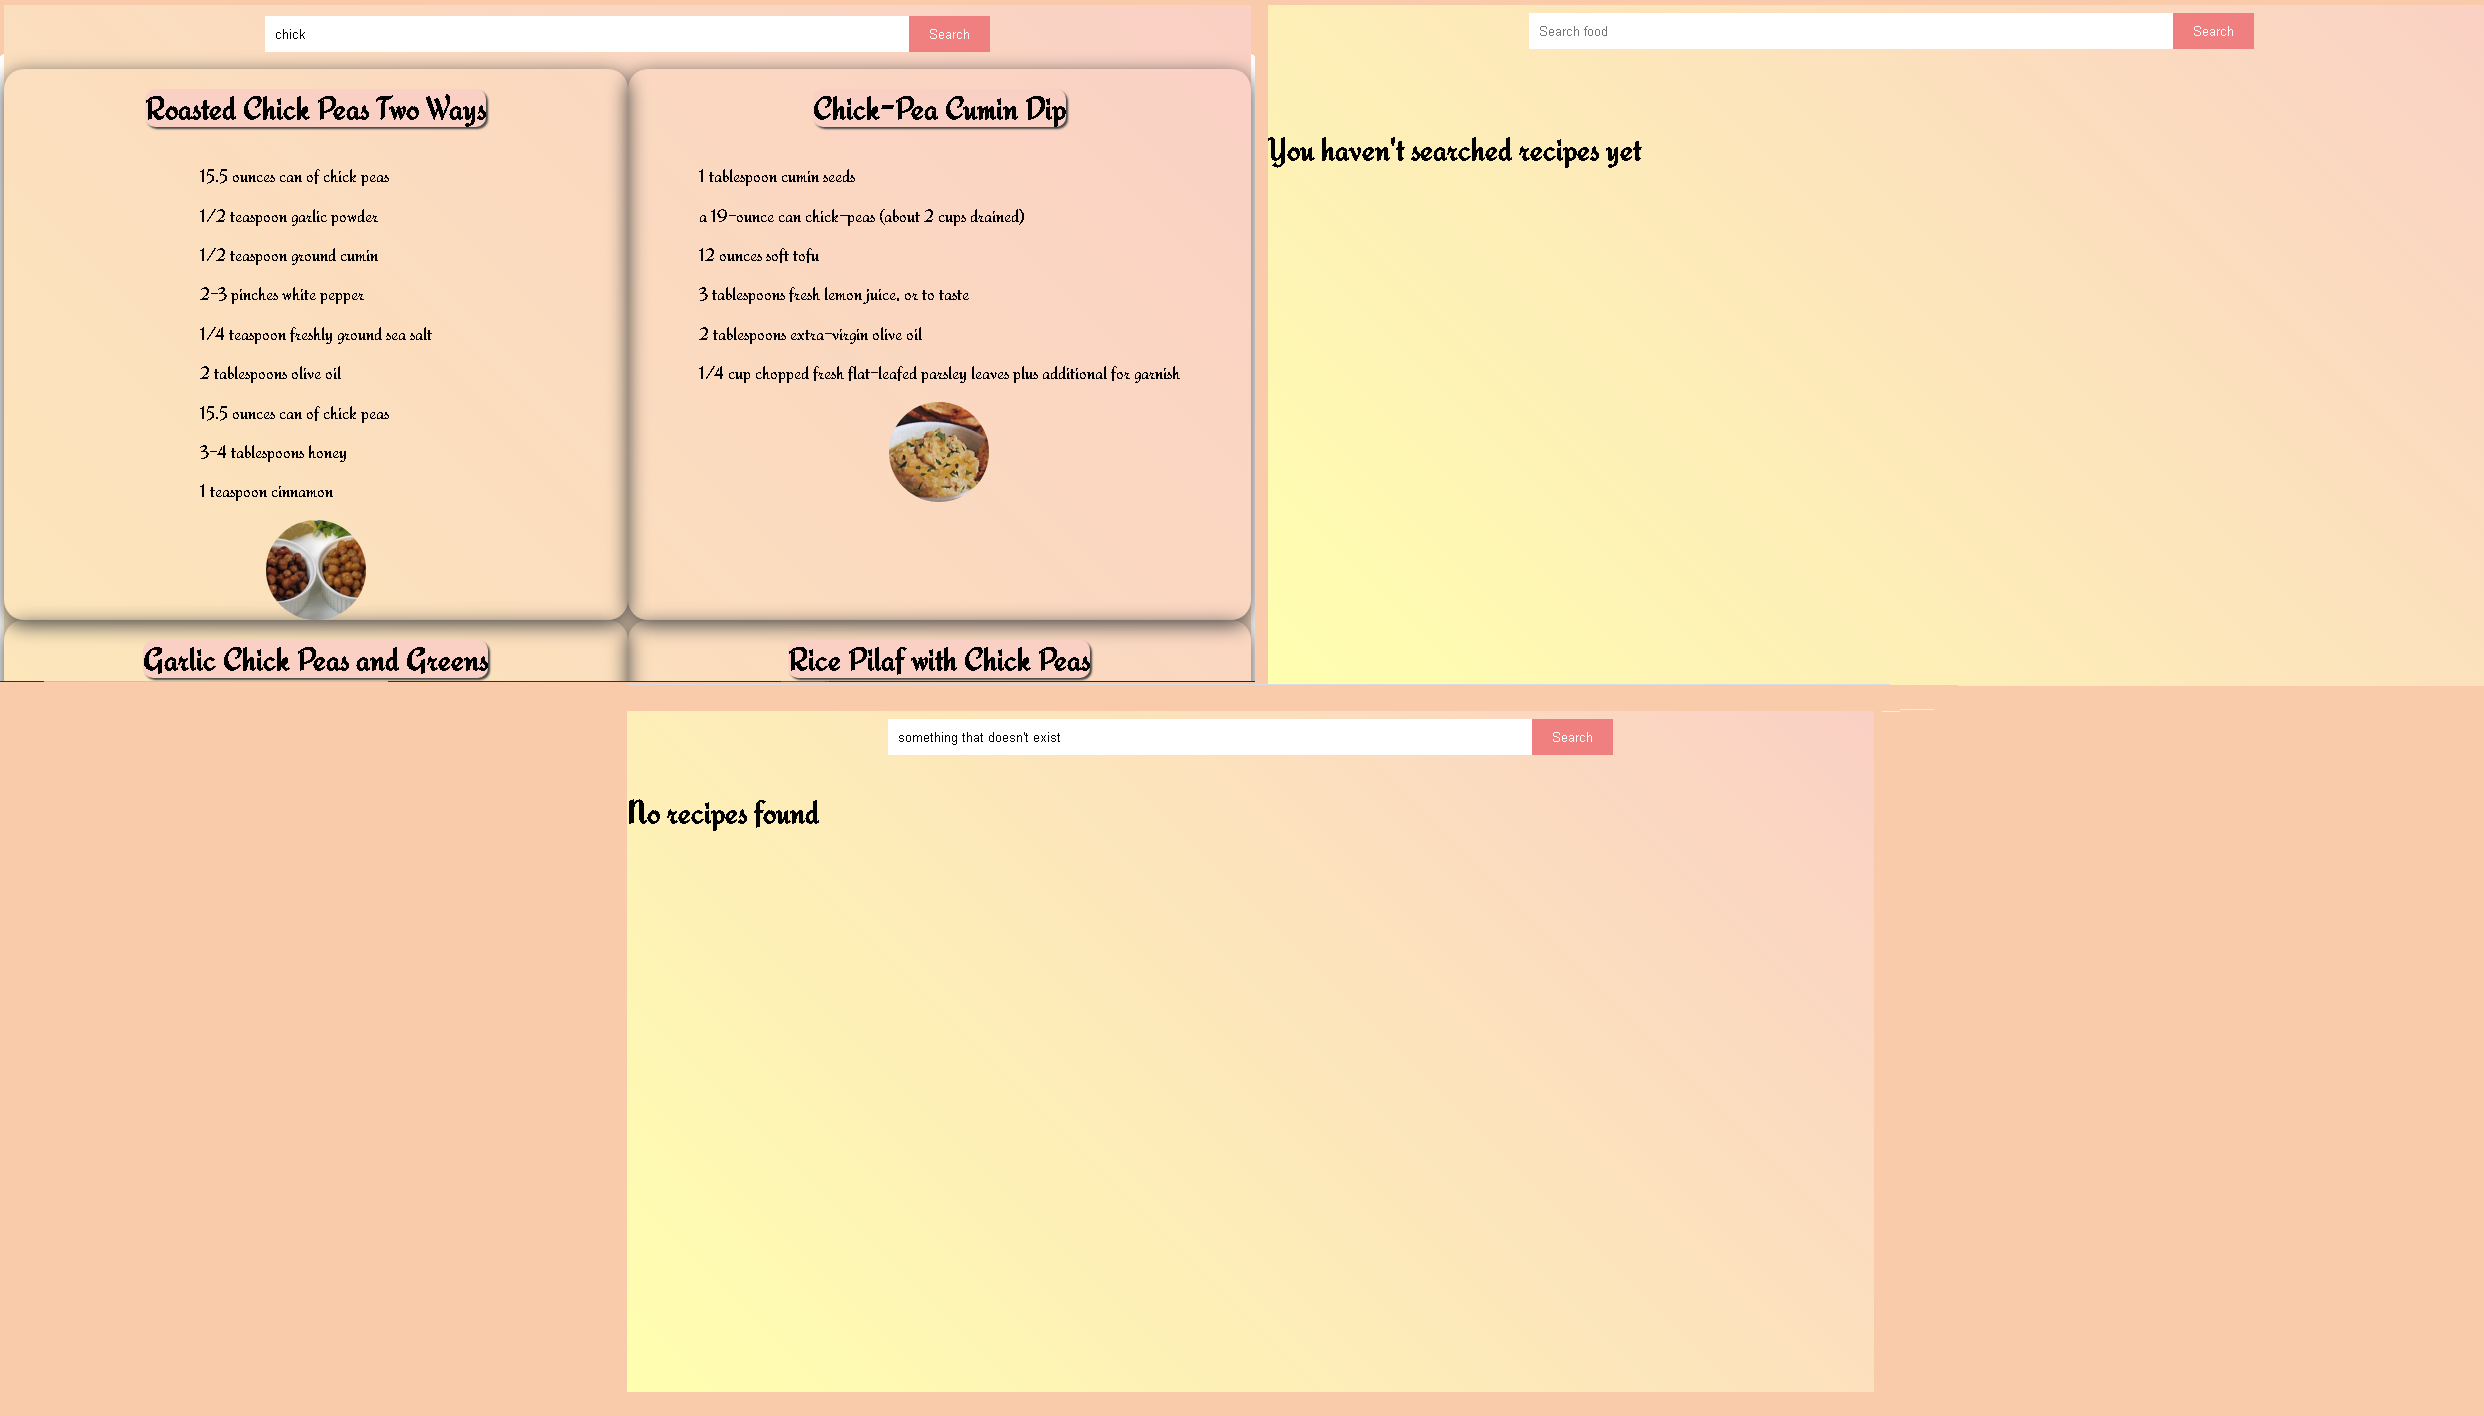 chick
Search
Roasted Chick Peas Two Ways
15.5 ounces can of chick peas
1/2 teaspoon garlic powder
1/2 teaspoon ground cumin
2-3 pinches white pepper
1/4 teaspoon freshly ground sea salt
2 tablespoons olive oil
15.5 ounces can of chick peas
3-4 tablespoons honey
1 teaspoon cinnamon
Chick-Pea Cumin Dip
1 tablespoon cumin seeds
a 19-ounce can chick-peas (about 2 cups drained)
12 ounces soft tofu
3 tablespoons fresh lemon juice, or to taste
2 tablespoons extra-virgin olive oil
1/4 cup chopped fresh flat-leafed parsley leaves plus additional for garnish
Garlic Chick Peas and Greens
Rice Pilaf with Chick Peas
Search food
Search
You haven't searched recipes yet
something that doesn't exist
Search
No recipes found